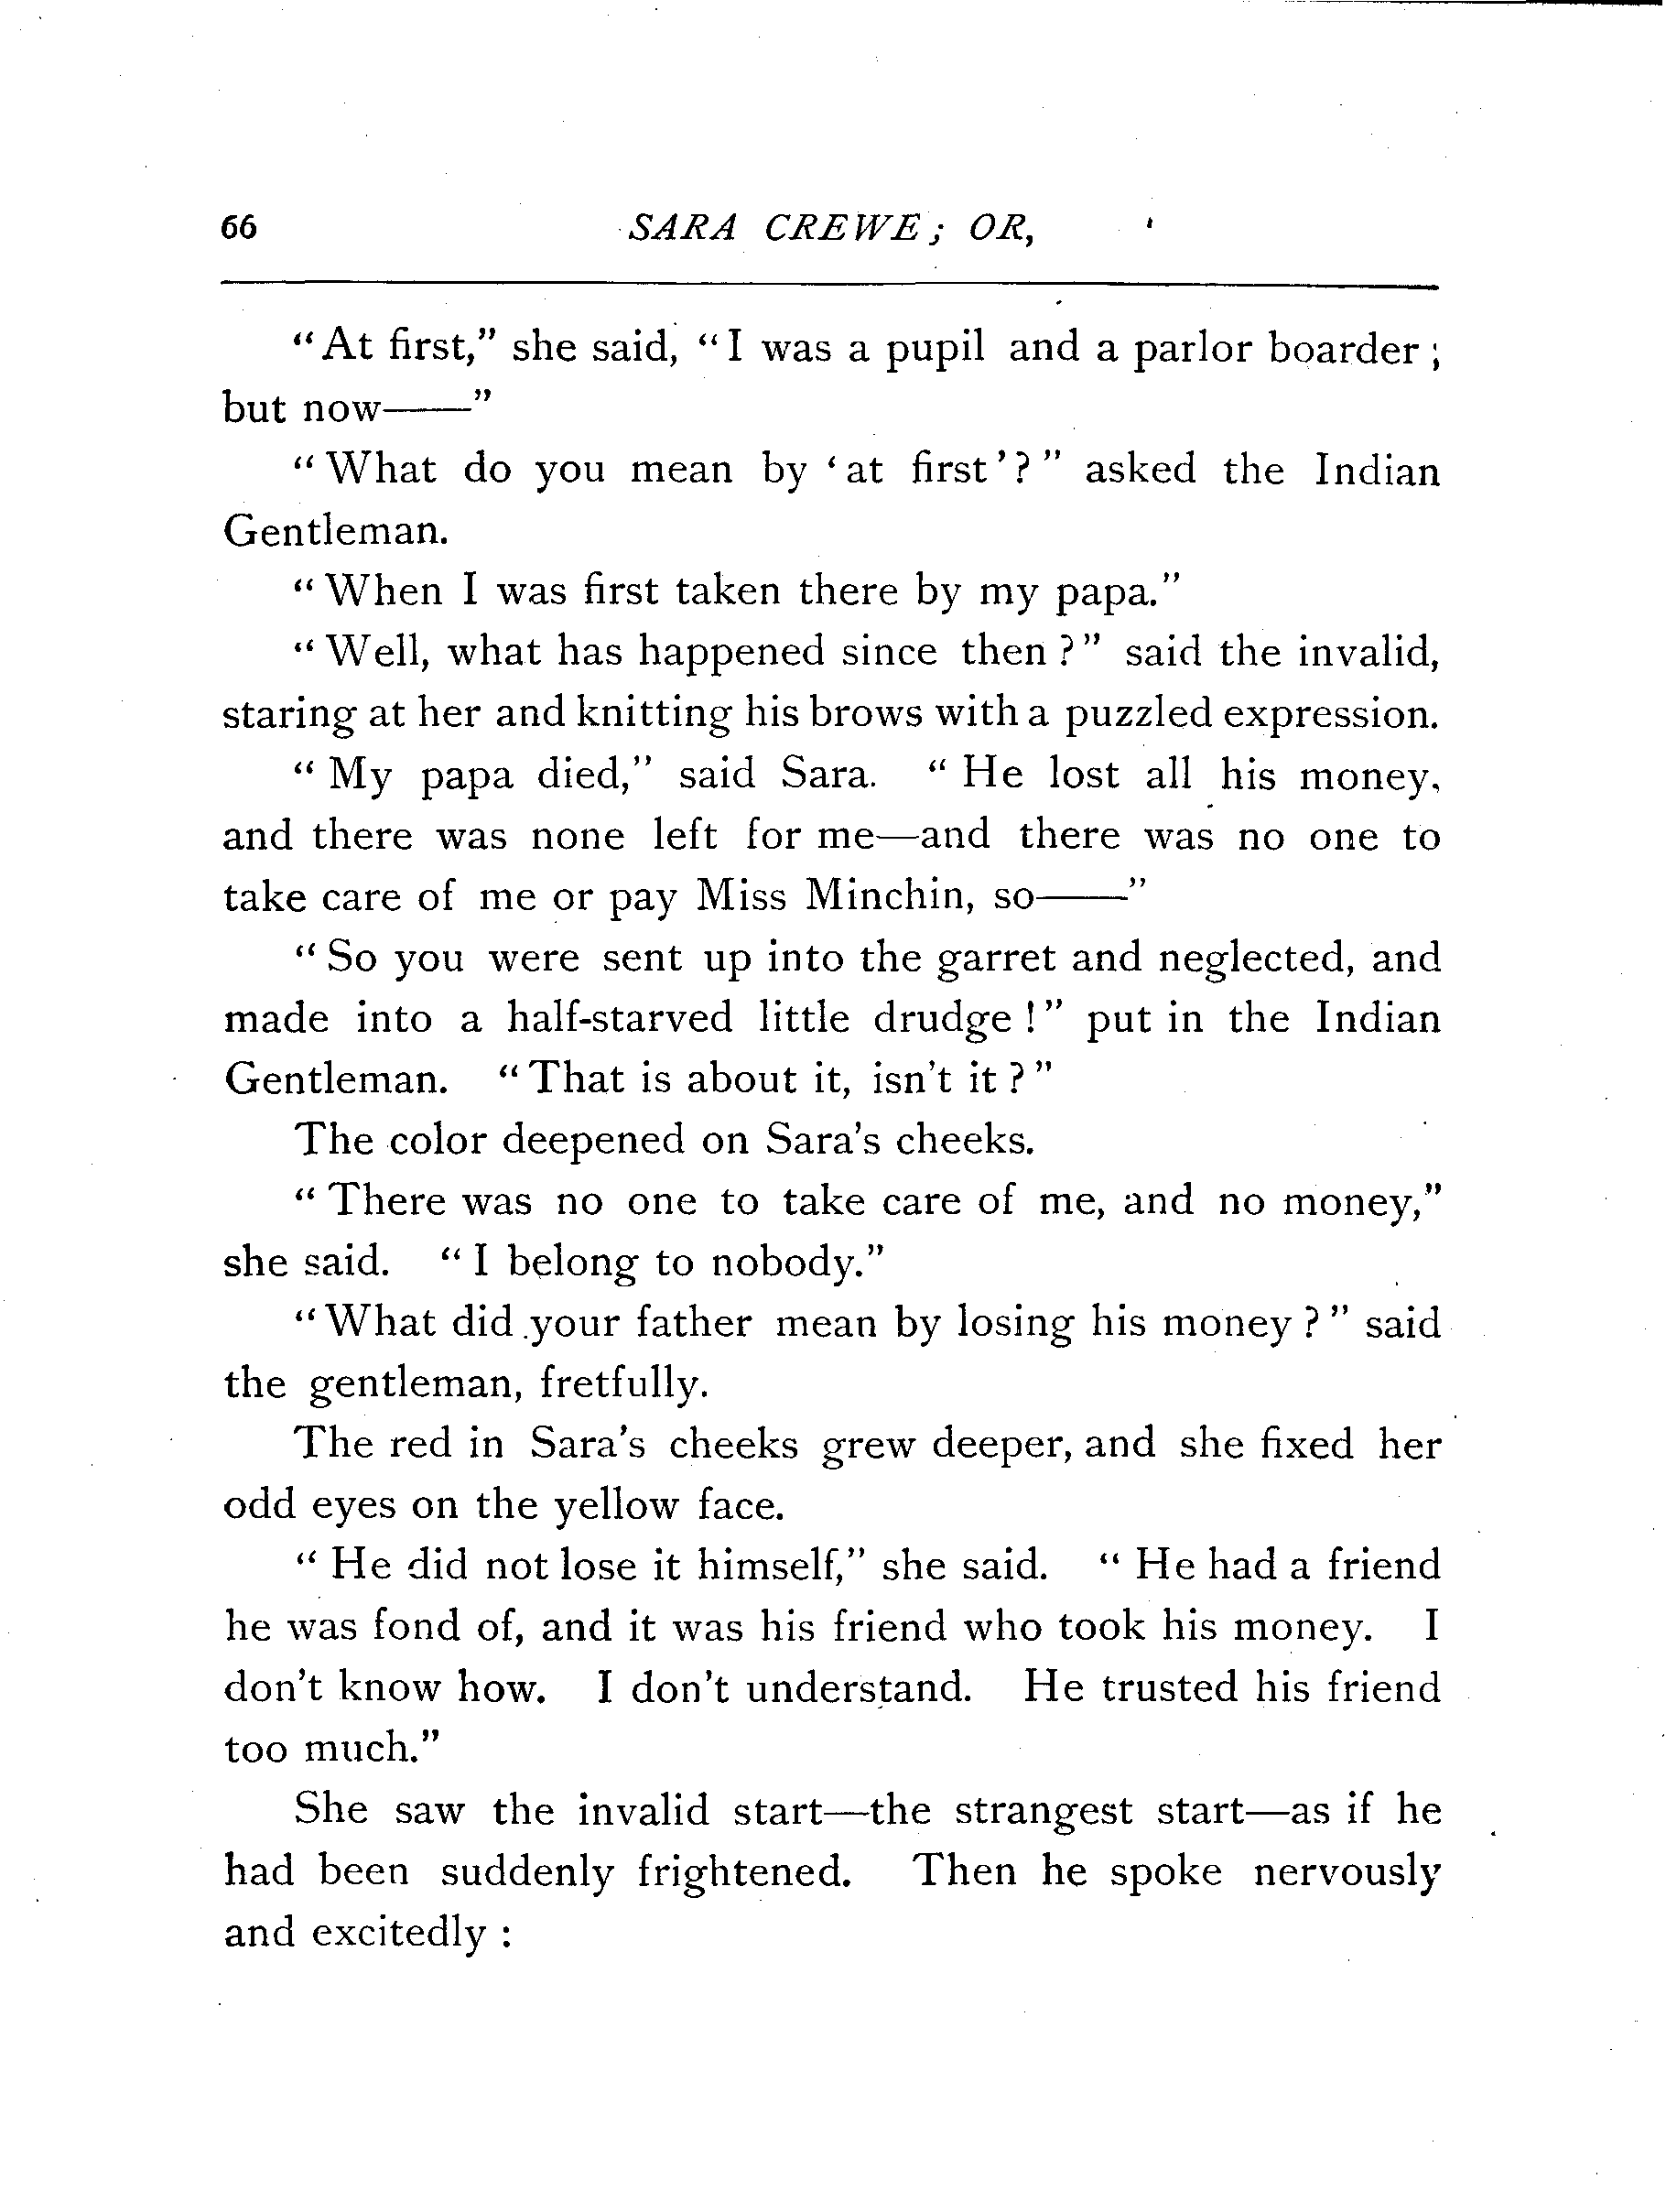 66 SARA CREWE; OR,
“At first,” she said, “I was a pupil and a parlor boarder;
but now——”
“What do you mean by ‘at first’?” asked the Indian
Gentleman.
“When I was first taken there by my papa.”
“Well, what has happened since then?” said the invalid,
staring at her and knitting his brows with a puzzled expression.
“My papa died,” said Sara. “He lost all his money,
and there was none left for me—and there was no one to
take care of me or pay Miss Minchin, so——”
“So you were sent up into the garret and neglected, and
made into a half-starved little drudge!” put in the Indian
Gentleman. “That is about it, isn't it?”
The color deepened on Sara's cheeks.
“There was no one to take care of me, and no money,”
she said. “I belong to nobody.”
“What did your father mean by losing his money?” said
the gentleman, fretfully.
The red in Sara's cheeks grew deeper, and she fixed her
odd eyes on the yellow face.
“He did not lose it himself,” she said. “He had a friend
he was fond of, and it was his friend who took his money. I
don't know how. I don't understand. He trusted his friend
too much.”
She saw the invalid start—the strangest start—as if he
had been suddenly frightened. Then he spoke nervously
and excitedly: